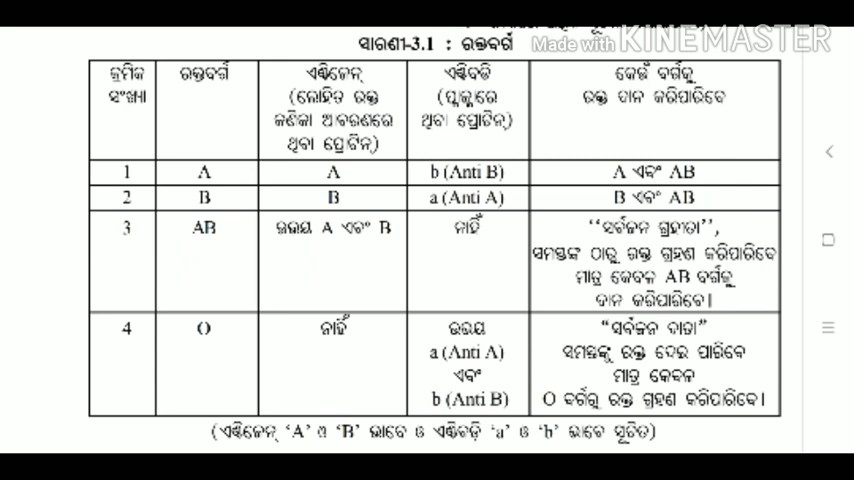 ସାରଣୀ-3.1 : ରକ୍ତବର୍ଗ
Made with KINEMASTER
କ୍ରମିକ ସଂଖ୍ୟା
ରକ୍ତବର୍ଗ
ଏଣ୍ଟିଜେନ୍
(ଲୋହିତ ରକ୍ତ
କଣିକା ଆବରଣରେ
ଥିବା ପ୍ରୋଟିନ୍)
ଏଣ୍ଟିବଡି
(ପ୍ଲାଜ୍ମାରେ
ଥିବା ପ୍ରୋଟିନ୍)
କେଉଁ ବର୍ଗକୁ
ରକ୍ତ ଦାନ କରିପାରିବେ
1 A A b (Anti B) A ଏବଂ AB
2 B B a (Anti A) B ଏବଂ AB
3 AB ଉଭୟ A ଏବଂ B ନାହିଁ ‘‘ସର୍ବଜନ ଗ୍ରହୀତା’’,
ସମସ୍ତଙ୍କ ଠାରୁ ରକ୍ତ ଗ୍ରହଣ କରିପାରିବେ
ମାତ୍ର କେବଳ AB ବର୍ଗକୁ
ଦାନ କରିପାରିବେ।
4 O ନାହିଁ ଉଭୟ “ସର୍ବଜନ ଦାତା”
a (Anti A) ସମସ୍ତଙ୍କୁ ରକ୍ତ ଦେଇ ପାରିବେ
ଏବଂ ମାତ୍ର କେବଳ
b (Anti B) O ବର୍ଗରୁ ରକ୍ତ ଗ୍ରହଣ କରିପାରିବେ।
(ଏଣ୍ଟିଜେନ୍ ‘A’ ଓ ‘B’ ଭାବେ ଓ ଏଣ୍ଟିବଡ଼ି ‘a’ ଓ ‘b’ ଭାବେ ସୂଚିତ)